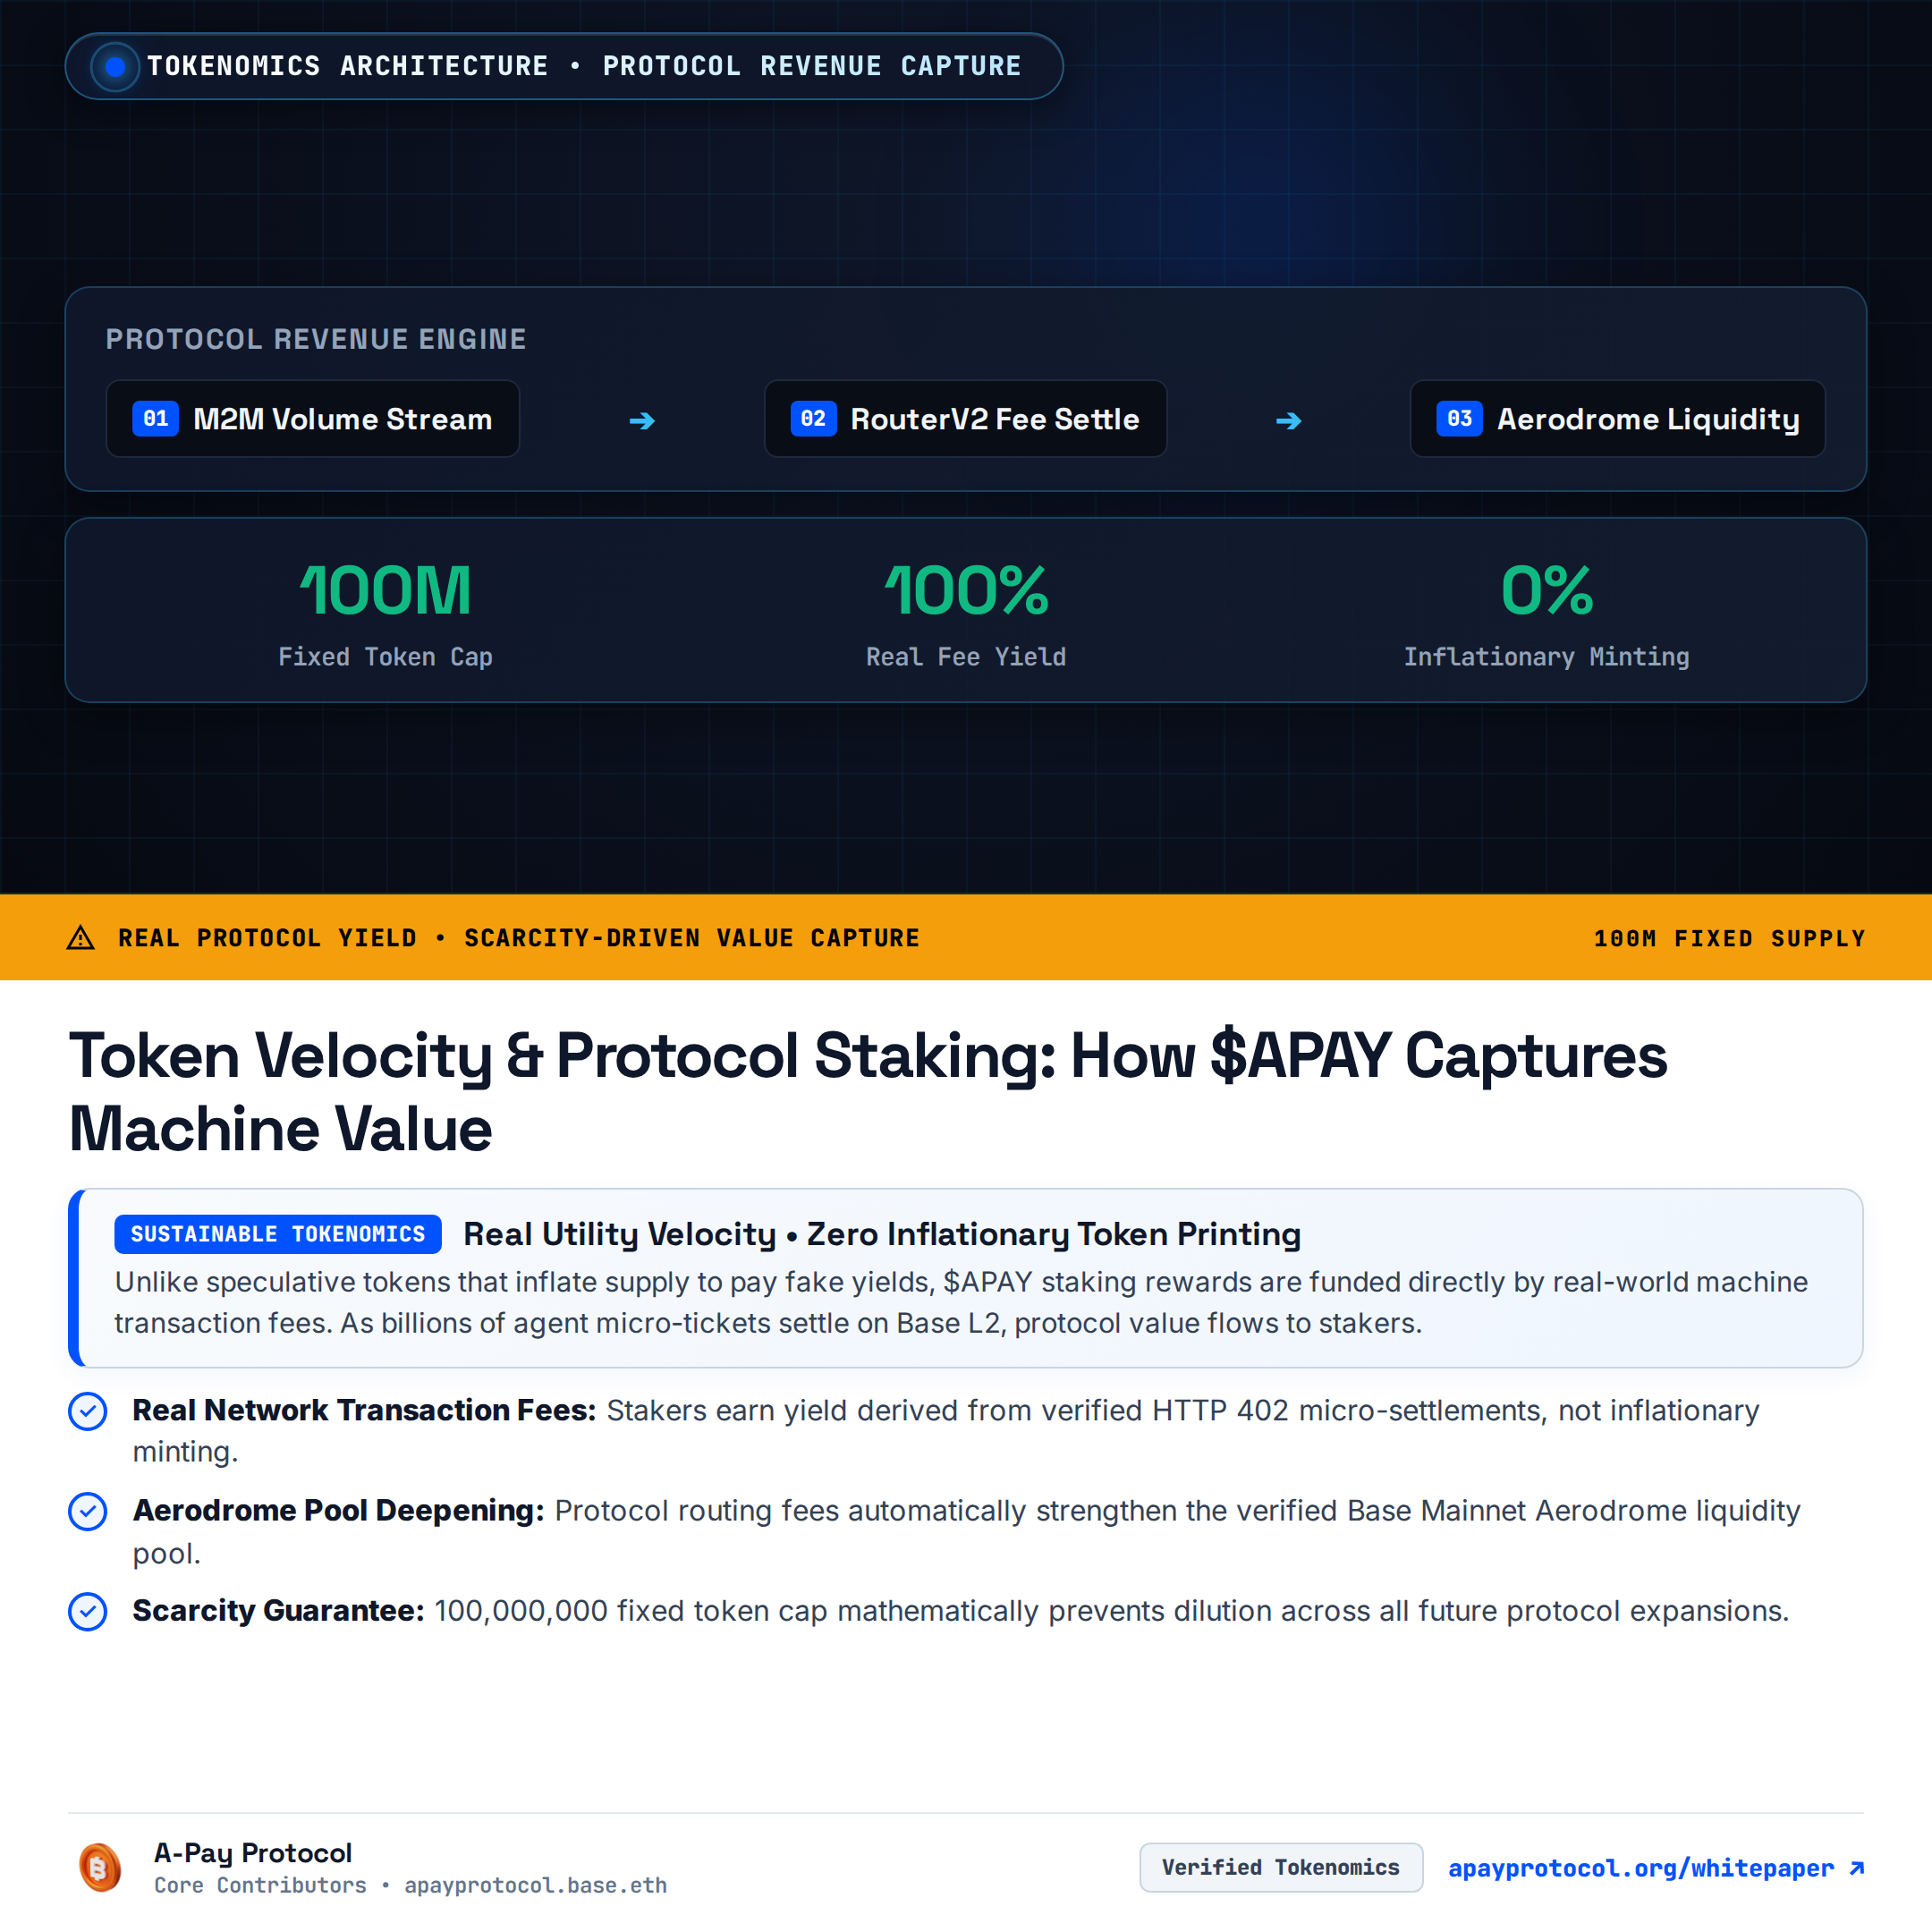 TOKENOMICS ARCHITECTURE • PROTOCOL REVENUE CAPTURE
PROTOCOL REVENUE ENGINE
01 M2M Volume Stream ➔ 02 RouterV2 Fee Settle ➔ 03 Aerodrome Liquidity
100M
Fixed Token Cap
100%
Real Fee Yield
0%
Inflationary Minting
⚠ REAL PROTOCOL YIELD • SCARCITY-DRIVEN VALUE CAPTURE
100M FIXED SUPPLY
Token Velocity & Protocol Staking: How $APAY Captures
Machine Value
SUSTAINABLE TOKENOMICS Real Utility Velocity • Zero Inflationary Token Printing
Unlike speculative tokens that inflate supply to pay fake yields, $APAY staking rewards are funded directly by real-world machine
transaction fees. As billions of agent micro-tickets settle on Base L2, protocol value flows to stakers.
Real Network Transaction Fees: Stakers earn yield derived from verified HTTP 402 micro-settlements, not inflationary
minting.
Aerodrome Pool Deepening: Protocol routing fees automatically strengthen the verified Base Mainnet Aerodrome liquidity
pool.
Scarcity Guarantee: 100,000,000 fixed token cap mathematically prevents dilution across all future protocol expansions.
A-Pay Protocol
Core Contributors • apayprotocol.base.eth
Verified Tokenomics
apayprotocol.org/whitepaper ↗